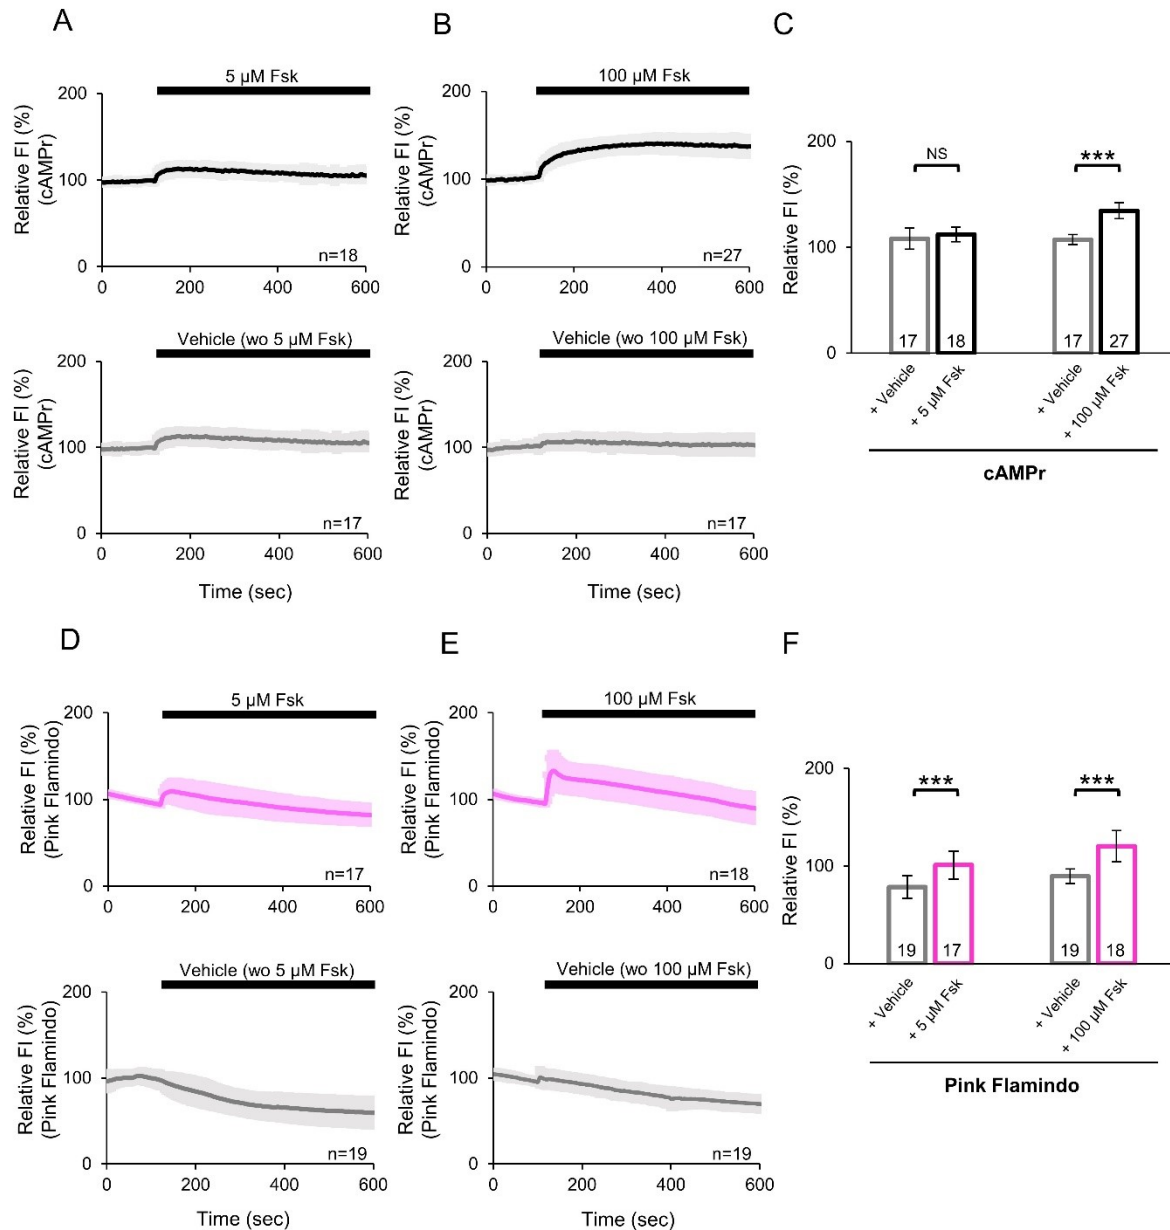 A
5 µM Fsk
Relative FI (%)
(cAMPr)
200
100
0
n=18
0 200 400 600
Vehicle (wo 5 µM Fsk)
Relative FI (%)
(cAMPr)
200
100
0
n=17
0 200 400 600
Time (sec)
B
100 µM Fsk
Relative FI (%)
(cAMPr)
200
100
0
n=27
0 200 400 600
Vehicle (wo 100 µM Fsk)
Relative FI (%)
(cAMPr)
200
100
0
n=17
0 200 400 600
Time (sec)
C
Relative FI (%)
200
100
0
NS
***
17 18 17 27
+ Vehicle
+ 5 µM Fsk
+ Vehicle
+ 100 µM Fsk
cAMPr
D
5 µM Fsk
Relative FI (%)
(Pink Flamindo)
200
100
0
n=17
0 200 400 600
Vehicle (wo 5 µM Fsk)
Relative FI (%)
(Pink Flamindo)
200
100
0
n=19
0 200 400 600
Time (sec)
E
100 µM Fsk
Relative FI (%)
(Pink Flamindo)
200
100
0
n=18
0 200 400 600
Vehicle (wo 100 µM Fsk)
Relative FI (%)
(Pink Flamindo)
200
100
0
n=19
0 200 400 600
Time (sec)
F
Relative FI (%)
200
100
0
***
***
19 17 19 18
+ Vehicle
+ 5 µM Fsk
+ Vehicle
+ 100 µM Fsk
Pink Flamindo